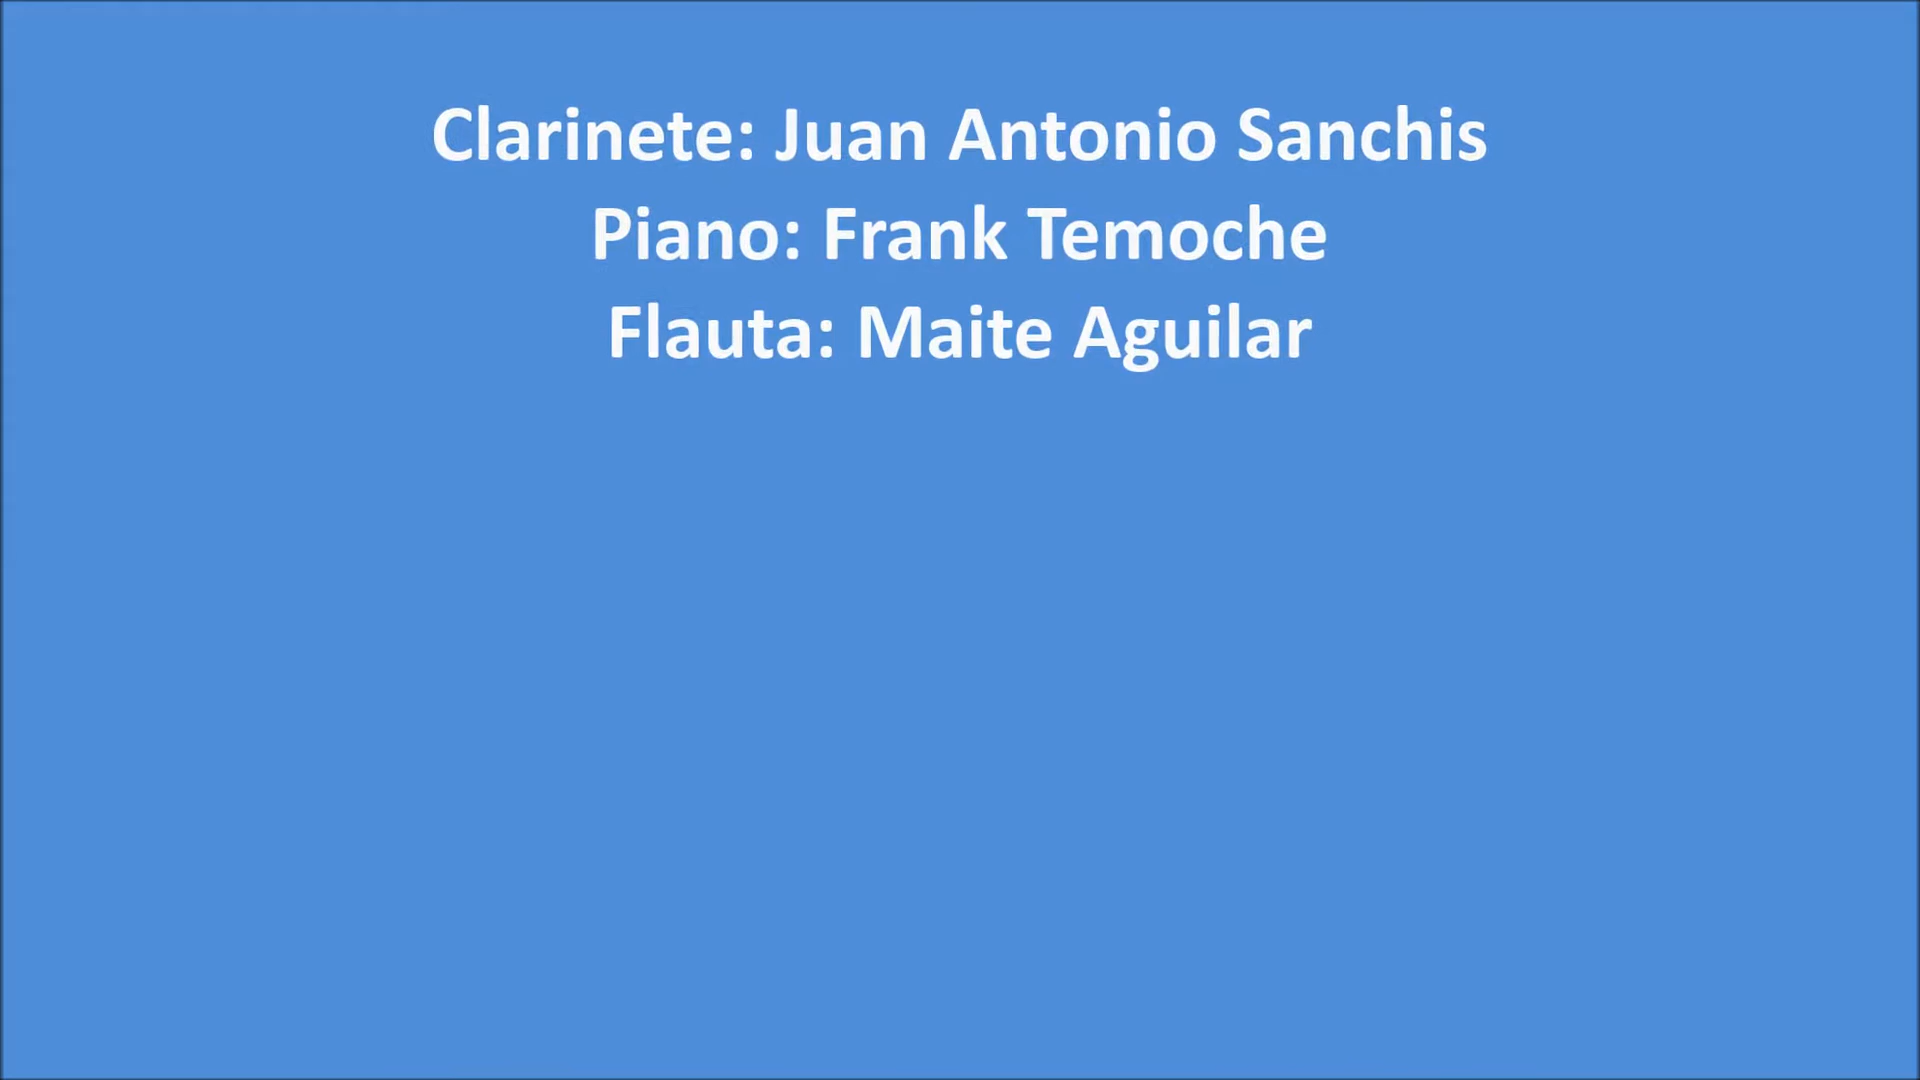 Clarinete: Juan Antonio Sanchis
Piano: Frank Temoche
Flauta: Maite Aguilar